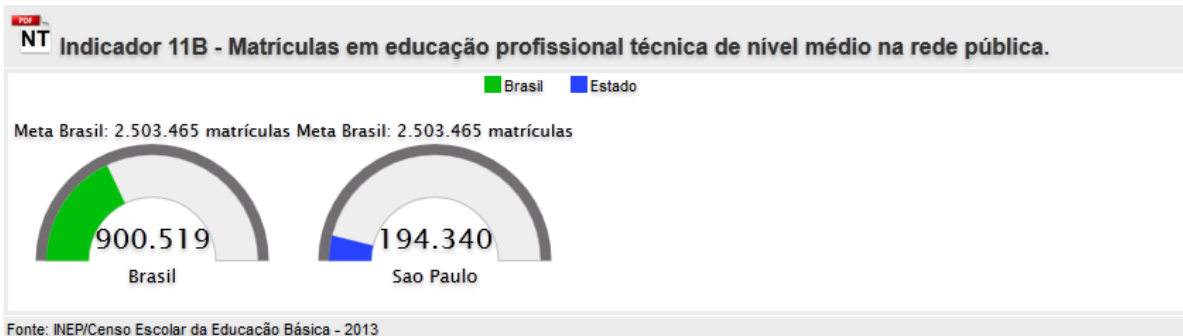 PDF
NT
Indicador 11B - Matrículas em educação profissional técnica de nível médio na rede pública.
Brasil Estado
Meta Brasil: 2.503.465 matrículas Meta Brasil: 2.503.465 matrículas
900.519 194.340
Brasil Sao Paulo
Fonte: INEP/Censo Escolar da Educação Básica - 2013